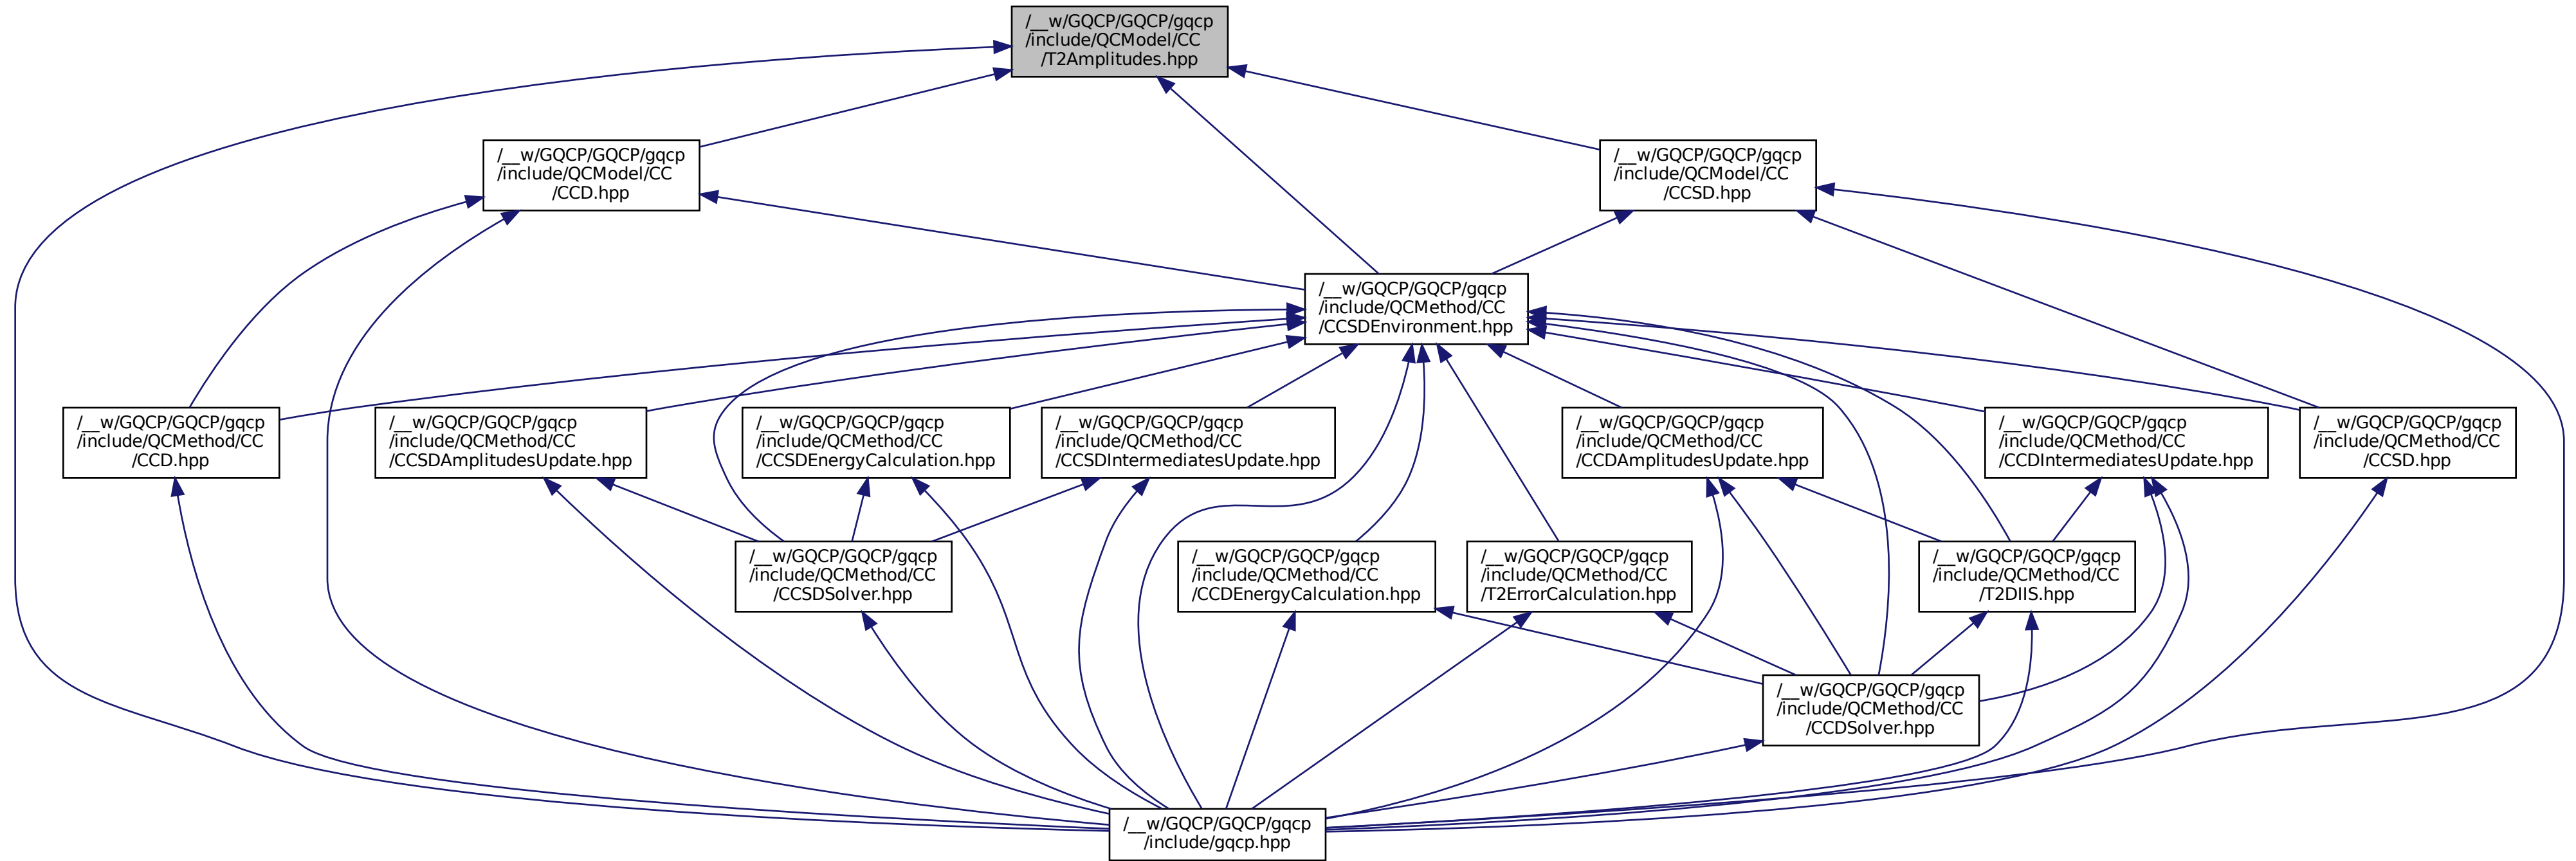 /__w/GQCP/GQCP/gqcp
/include/QCModel/CC
/T2Amplitudes.hpp
/__w/GQCP/GQCP/gqcp
/include/QCModel/CC
/CCD.hpp
/__w/GQCP/GQCP/gqcp
/include/QCModel/CC
/CCSD.hpp
/__w/GQCP/GQCP/gqcp
/include/QCMethod/CC
/CCSDEnvironment.hpp
/__w/GQCP/GQCP/gqcp
/include/QCMethod/CC
/CCD.hpp
/__w/GQCP/GQCP/gqcp
/include/QCMethod/CC
/CCSDAmplitudesUpdate.hpp
/__w/GQCP/GQCP/gqcp
/include/QCMethod/CC
/CCSDEnergyCalculation.hpp
/__w/GQCP/GQCP/gqcp
/include/QCMethod/CC
/CCSDIntermediatesUpdate.hpp
/__w/GQCP/GQCP/gqcp
/include/QCMethod/CC
/CCDAmplitudesUpdate.hpp
/__w/GQCP/GQCP/gqcp
/include/QCMethod/CC
/CCDIntermediatesUpdate.hpp
/__w/GQCP/GQCP/gqcp
/include/QCMethod/CC
/CCSD.hpp
/__w/GQCP/GQCP/gqcp
/include/QCMethod/CC
/CCSDSolver.hpp
/__w/GQCP/GQCP/gqcp
/include/QCMethod/CC
/CCDEnergyCalculation.hpp
/__w/GQCP/GQCP/gqcp
/include/QCMethod/CC
/T2ErrorCalculation.hpp
/__w/GQCP/GQCP/gqcp
/include/QCMethod/CC
/T2DIIS.hpp
/__w/GQCP/GQCP/gqcp
/include/QCMethod/CC
/CCDSolver.hpp
/__w/GQCP/GQCP/gqcp
/include/gqcp.hpp